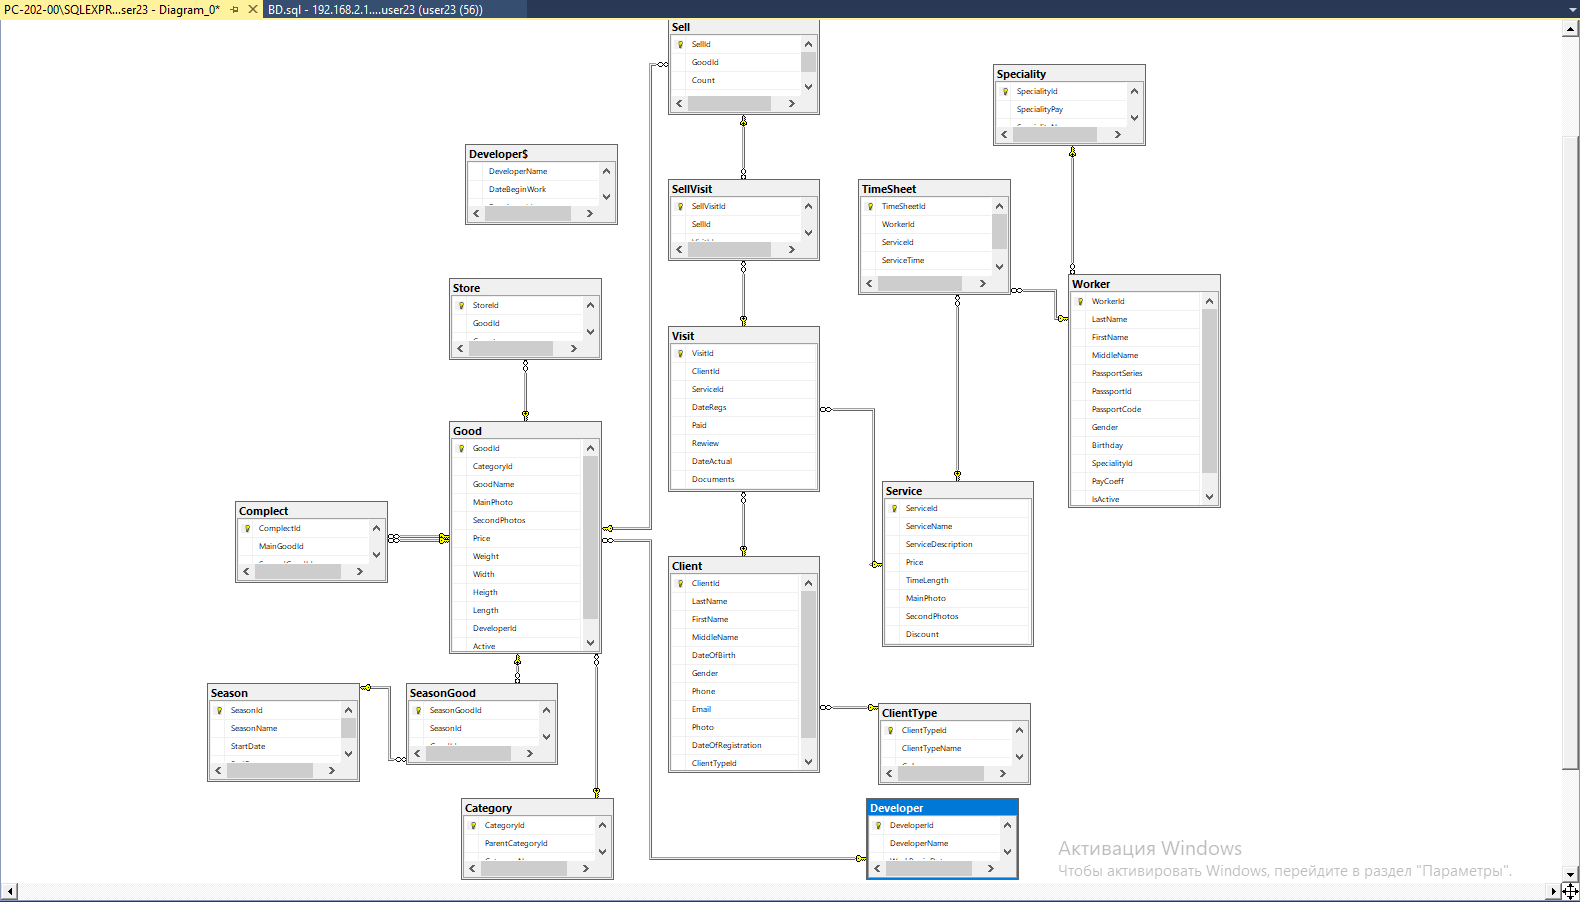 PC-202-00\SQLEXPR...ser23 - Diagram_0*
BD.sql - 192.168.2.1....user23 (user23 (56))
Sell
SellId
GoodId
Count
Speciality
SpecialityId
SpecialityPay
Developer$
DeveloperName
DateBeginWork
SellVisit
SellVisitId
SellId
TimeSheet
TimeSheetId
WorkerId
ServiceId
ServiceTime
Store
StoreId
GoodId
Worker
WorkerId
LastName
FirstName
MiddleName
PassportSeries
PasssportId
PassportCode
Gender
Birthday
SpecialityId
PayCoeff
IsActive
Visit
VisitId
ClientId
ServiceId
DateRegs
Paid
Rewiew
DateActual
Documents
Good
GoodId
CategoryId
GoodName
MainPhoto
SecondPhotos
Price
Weight
Width
Heigth
Length
DeveloperId
Active
Complect
ComplectId
MainGoodId
Service
ServiceId
ServiceName
ServiceDescription
Price
TimeLength
MainPhoto
SecondPhotos
Discount
Client
ClientId
LastName
FirstName
MiddleName
DateOfBirth
Gender
Phone
Email
Photo
DateOfRegistration
ClientTypeId
Season
SeasonId
SeasonName
StartDate
SeasonGood
SeasonGoodId
SeasonId
ClientType
ClientTypeId
ClientTypeName
Category
CategoryId
ParentCategoryId
Developer
DeveloperId
DeveloperName
Активация Windows
Чтобы активировать Windows, перейдите в раздел "Параметры".